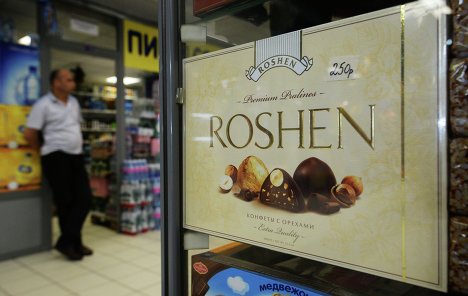 ПИ
ROSHEN
250р
Premium Pralines
ROSHEN
КОНФЕТЫ С ОРЕХАМИ
Extra Quality
медвежо